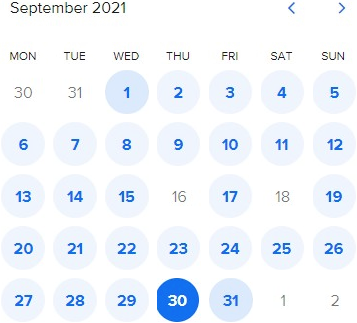 September 2021
MON TUE WED THU FRI SAT SUN
30 31 1 2 3 4 5
6 7 8 9 10 11 12
13 14 15 16 17 18 19
20 21 22 23 24 25 26
27 28 29 30 31 1 2